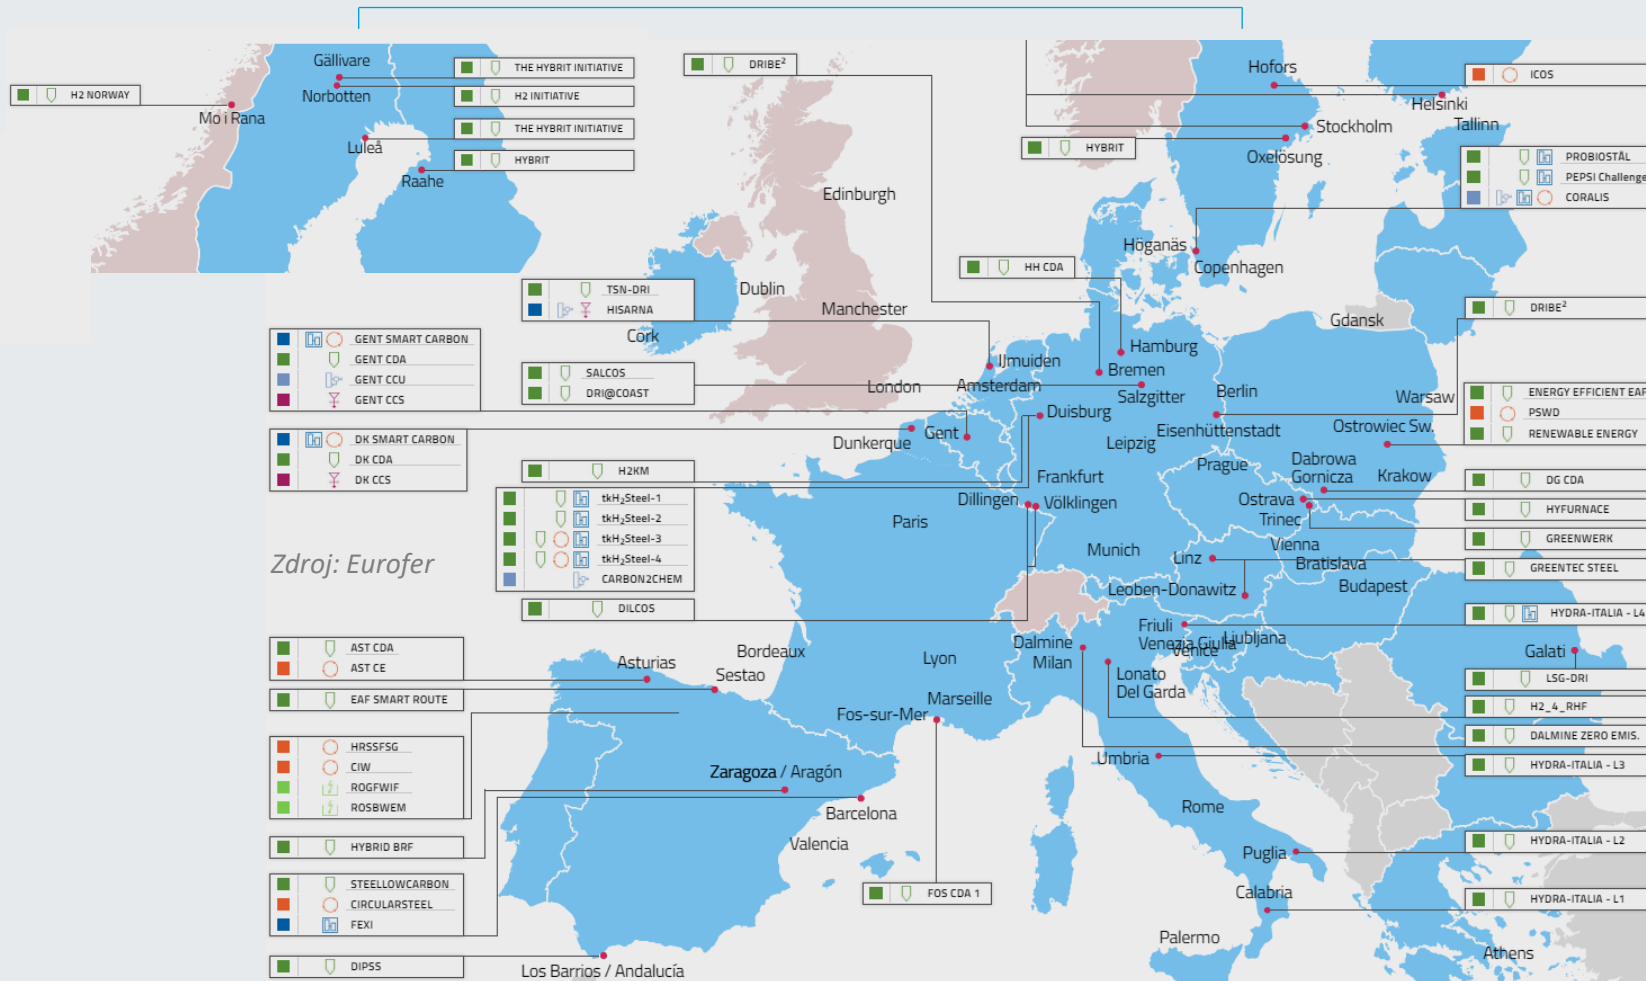 Gällivare
Norbotten
Mo i Rana
Luleå
Raahe
H2 NORWAY
THE HYBRIT INITIATIVE
H2 INITIATIVE
THE HYBRIT INITIATIVE
HYBRIT
DRIBE²
Hofors
ICOS
Helsinki
Tallinn
Stockholm
HYBRIT
Oxelösung
PROBIOSTÅL
PEPSI Challenge
CORALIS
Edinburgh
Höganäs
Copenhagen
HH CDA
TSN-DRI
HISARNA
Dublin
Manchester
Cork
DRIBE²
Gdansk
GENT SMART CARBON
GENT CDA
GENT CCU
GENT CCS
SALCOS
DRI@COAST
IJmuiden
Amsterdam
London
Hamburg
Bremen
Salzgitter
Berlin
Warsaw
ENERGY EFFICIENT EAF
PSWD
RENEWABLE ENERGY
DK SMART CARBON
DK CDA
DK CCS
Dunkerque
Gent
Duisburg
Leipzig
Eisenhüttenstadt
Ostrowiec Sw.
H2KM
tkH₂Steel-1
tkH₂Steel-2
tkH₂Steel-3
tkH₂Steel-4
CARBON2CHEM
DILCOS
Frankfurt
Dillingen
Völklingen
Paris
Prague
Dabrowa
Gornicza
Krakow
Ostrava
Trinec
DG CDA
HYFURNACE
GREENWERK
GREENTEC STEEL
Zdroj: Eurofer
Munich
Linz
Vienna
Bratislava
Budapest
Leoben-Donawitz
HYDRA-ITALIA - L4
AST CDA
AST CE
EAF SMART ROUTE
Asturias
Sestao
Bordeaux
Lyon
Dalmine
Milan
Friuli
Venezia Giulia
Venice
Ljubljana
Lonato
Del Garda
Galati
LSG-DRI
H2_4_RHF
DALMINE ZERO EMIS.
HYDRA-ITALIA - L3
Marseille
Fos-sur-Mer
HRSSFSG
CIW
ROGFWIF
ROSBWEM
Zaragoza / Aragón
Barcelona
Valencia
Umbria
Rome
HYBRID BRF
Puglia
HYDRA-ITALIA - L2
STEELLOWCARBON
CIRCULARSTEEL
FEXI
FOS CDA 1
Calabria
HYDRA-ITALIA - L1
Palermo
Athens
DIPSS
Los Barrios / Andalucía